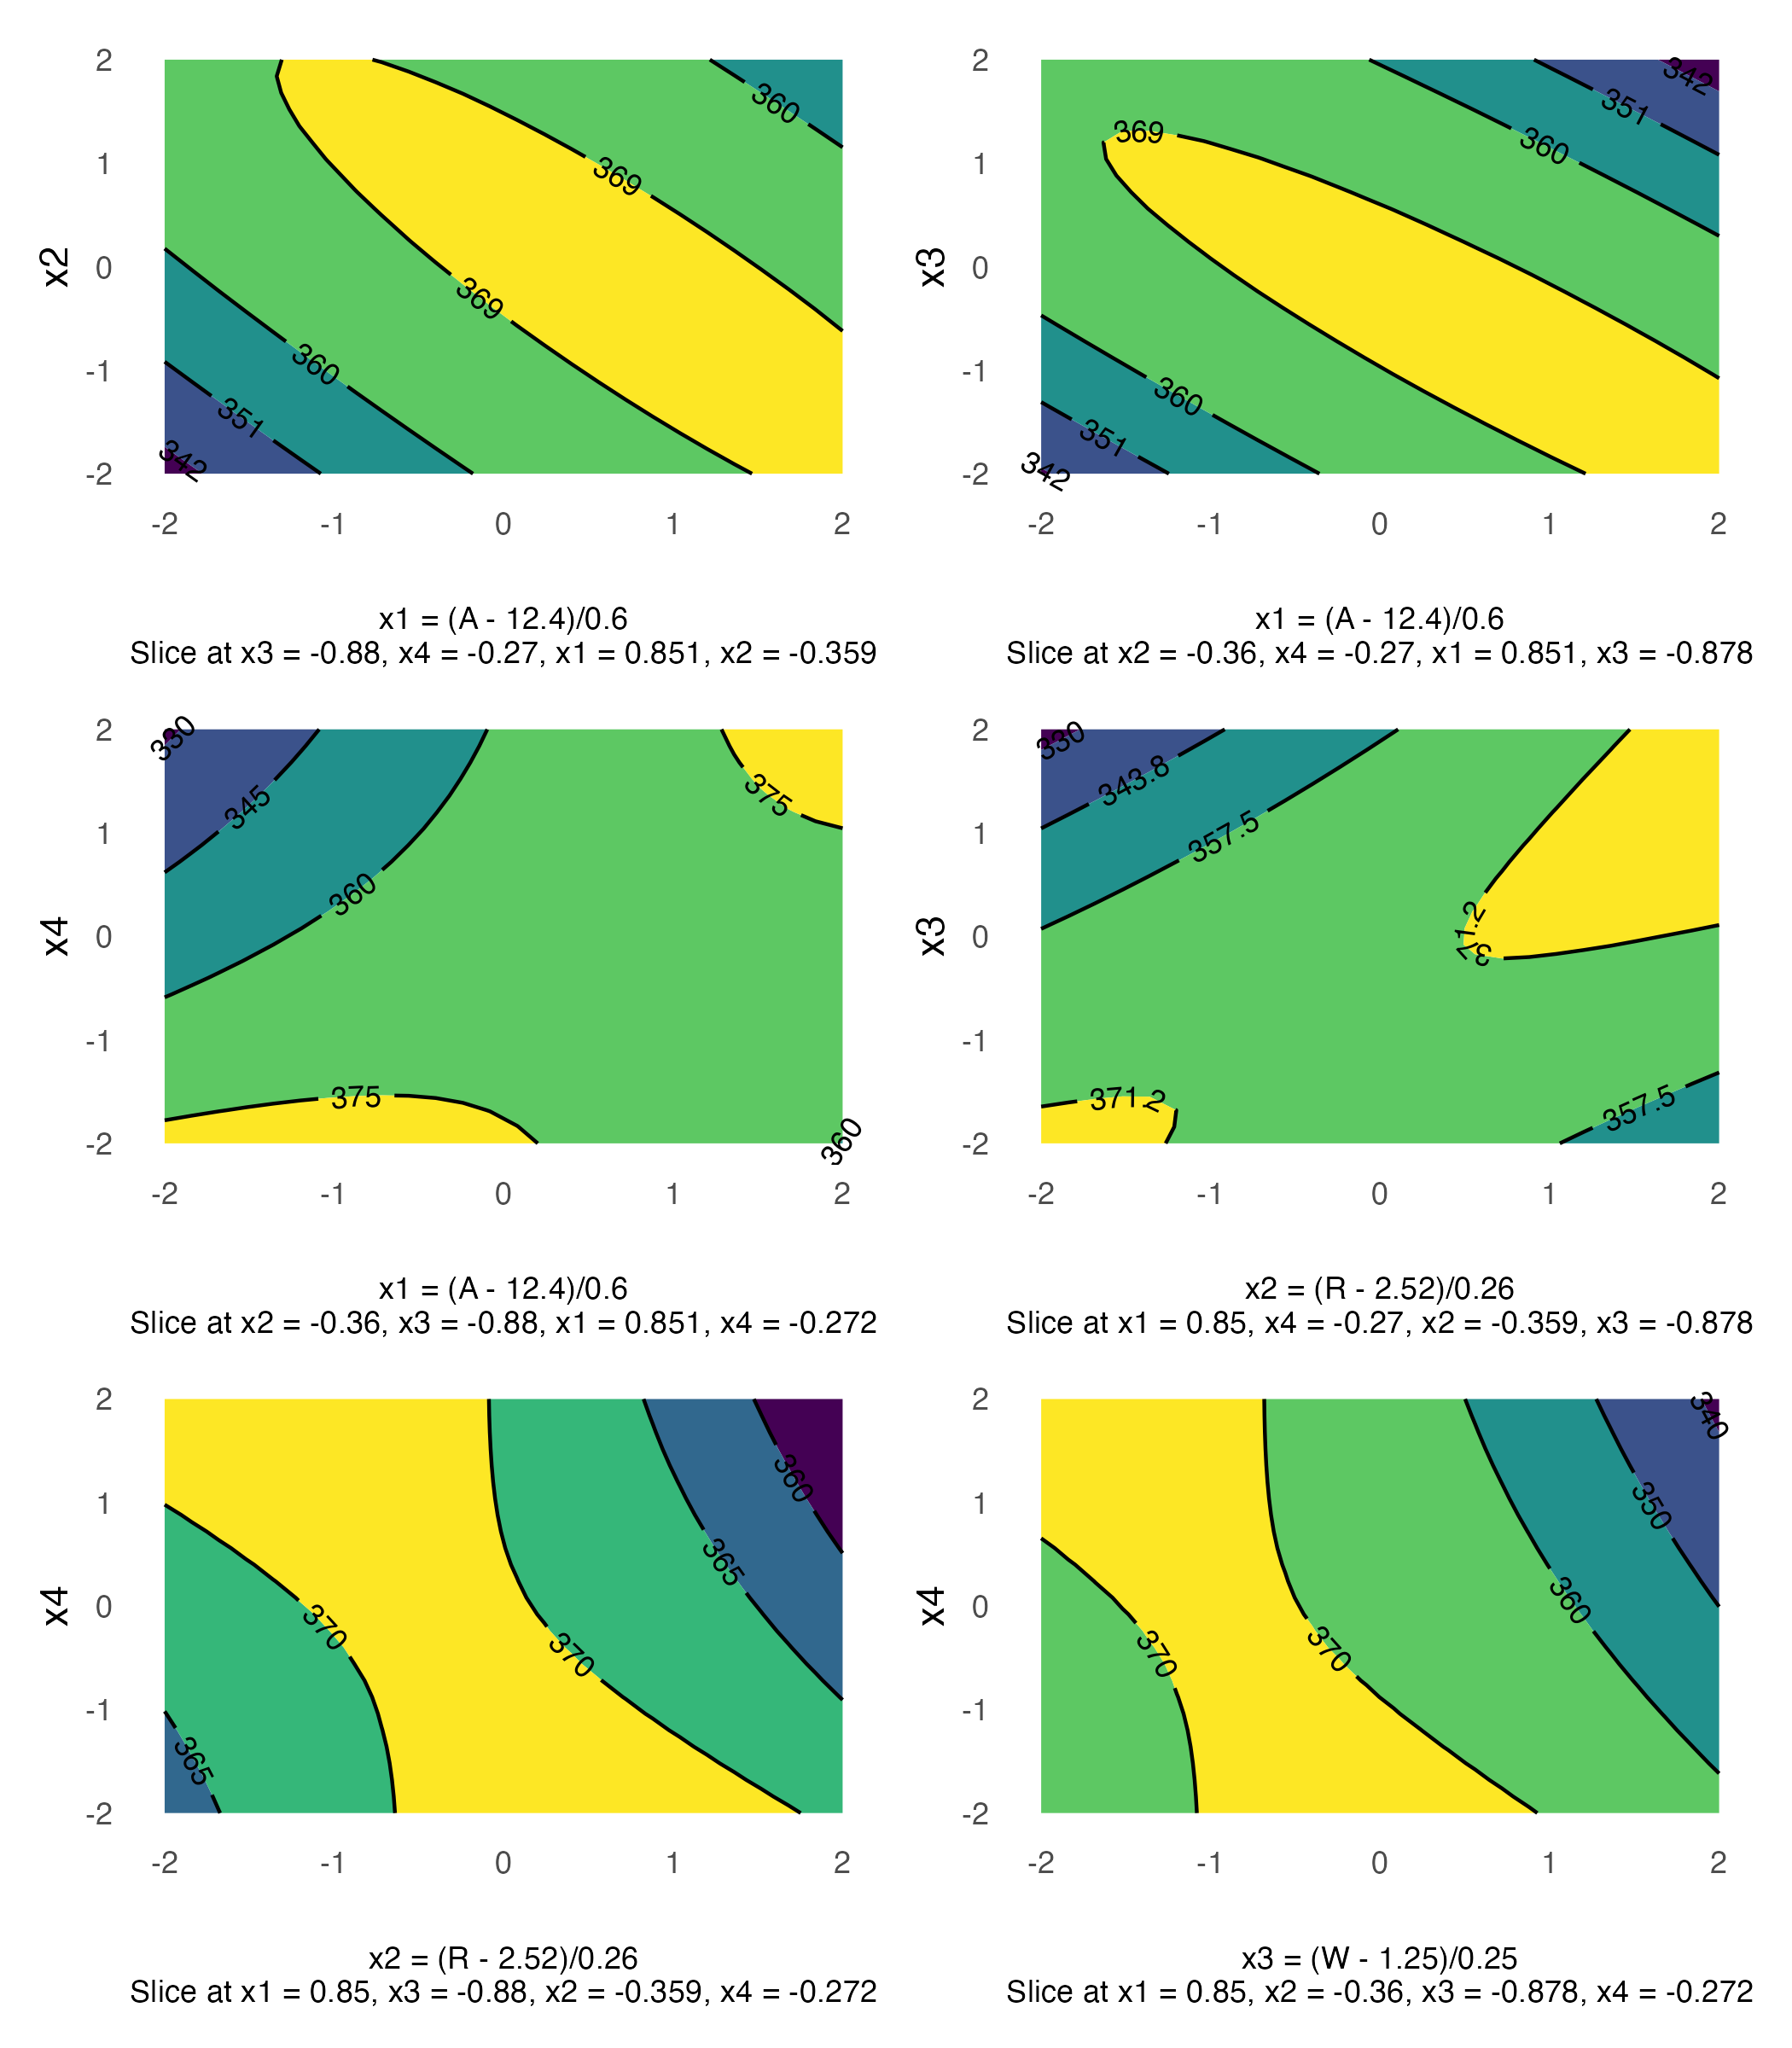 2
1
0
-1
-2
x2
360
369
369
360
351
342
-2 -1 0 1 2
x1 = (A - 12.4)/0.6
Slice at x3 = -0.88, x4 = -0.27, x1 = 0.851, x2 = -0.359
2
1
0
-1
-2
x3
342
351
360
369
360
351
342
-2 -1 0 1 2
x1 = (A - 12.4)/0.6
Slice at x2 = -0.36, x4 = -0.27, x1 = 0.851, x3 = -0.878
2
1
0
-1
-2
x4
330
345
375
360
375
360
-2 -1 0 1 2
x1 = (A - 12.4)/0.6
Slice at x2 = -0.36, x3 = -0.88, x1 = 0.851, x4 = -0.272
2
1
0
-1
-2
x3
330
343.8
357.5
371.2
371.2
357.5
-2 -1 0 1 2
x2 = (R - 2.52)/0.26
Slice at x1 = 0.85, x4 = -0.27, x2 = -0.359, x3 = -0.878
2
1
0
-1
-2
x4
360
365
370
370
365
-2 -1 0 1 2
x2 = (R - 2.52)/0.26
Slice at x1 = 0.85, x3 = -0.88, x2 = -0.359, x4 = -0.272
2
1
0
-1
-2
x4
340
350
360
370
370
-2 -1 0 1 2
x3 = (W - 1.25)/0.25
Slice at x1 = 0.85, x2 = -0.36, x3 = -0.878, x4 = -0.272